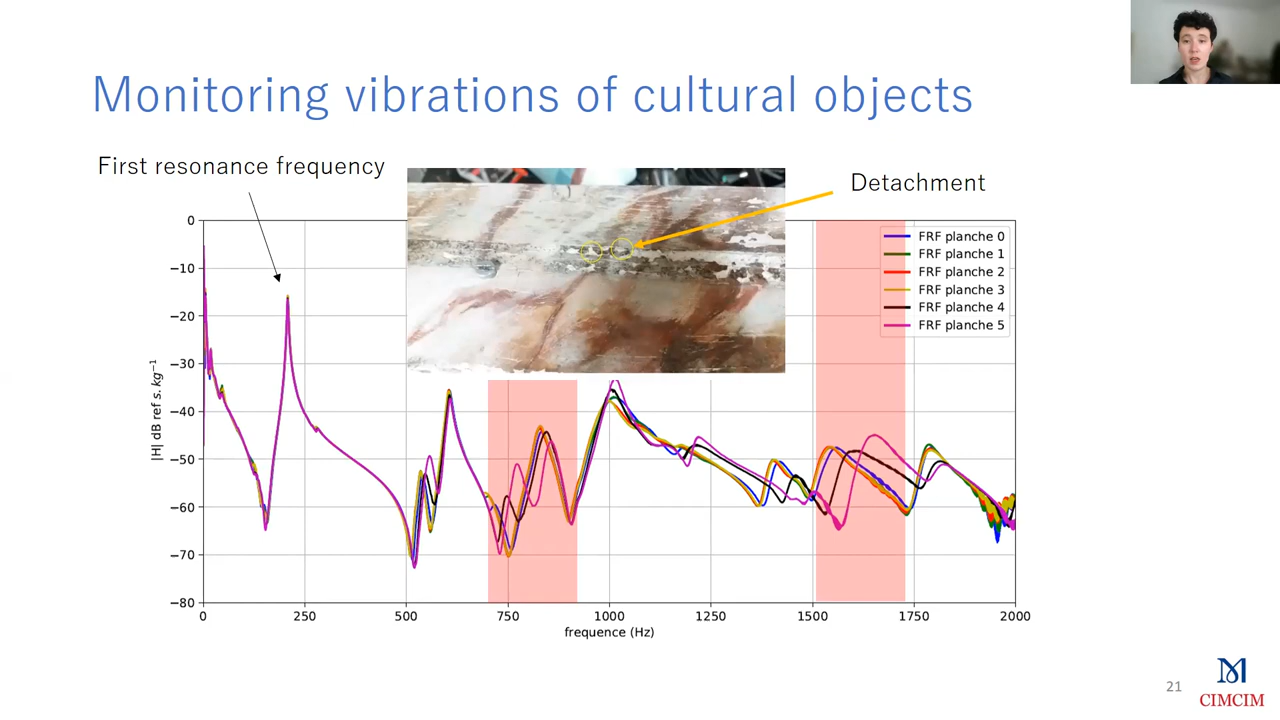 Monitoring vibrations of cultural objects
First resonance frequency
Detachment
0
−10
−20
−30
−40
−50
−60
−70
−80
|H| dB ref s. kg⁻¹
FRF planche 0
FRF planche 1
FRF planche 2
FRF planche 3
FRF planche 4
FRF planche 5
0 250 500 750 1000 1250 1500 1750 2000
frequence (Hz)
21
CIMCIM